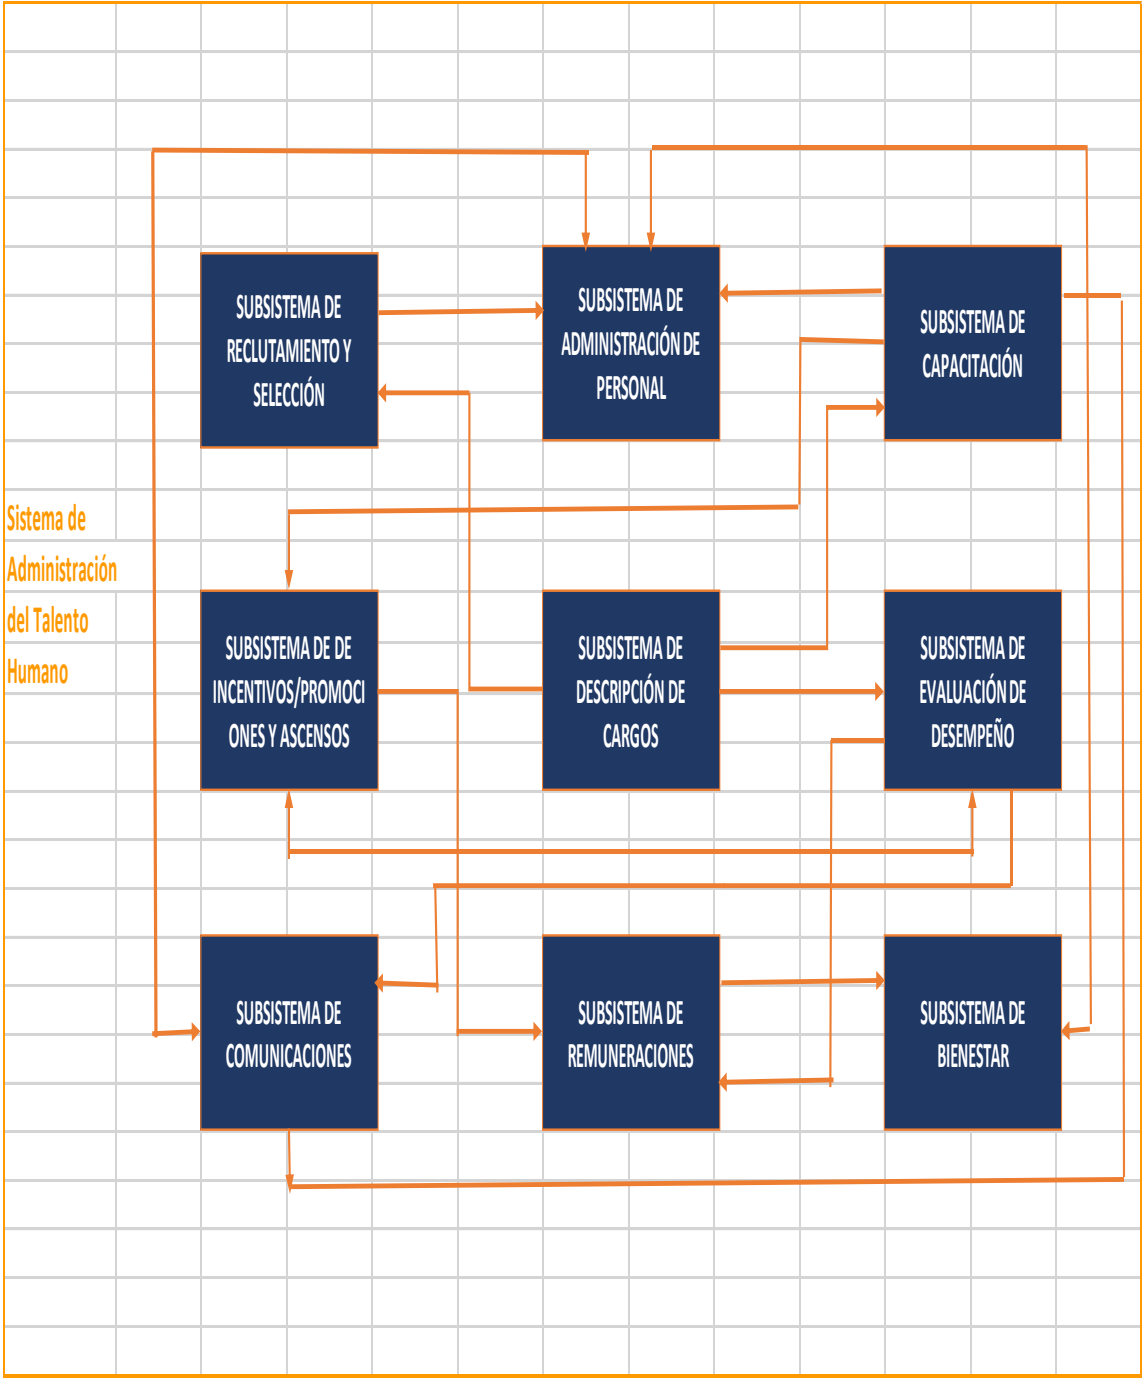 SUBSISTEMA DE
RECLUTAMIENTO Y
SELECCIÓN
SUBSISTEMA DE
ADMINISTRACIÓN DE
PERSONAL
SUBSISTEMA DE
CAPACITACIÓN
Sistema de
Administración
del Talento
Humano
SUBSISTEMA DE DE
INCENTIVOS/PROMOCI
ONES Y ASCENSOS
SUBSISTEMA DE
DESCRIPCIÓN DE
CARGOS
SUBSISTEMA DE
EVALUACIÓN DE
DESEMPEÑO
SUBSISTEMA DE
COMUNICACIONES
SUBSISTEMA DE
REMUNERACIONES
SUBSISTEMA DE
BIENESTAR